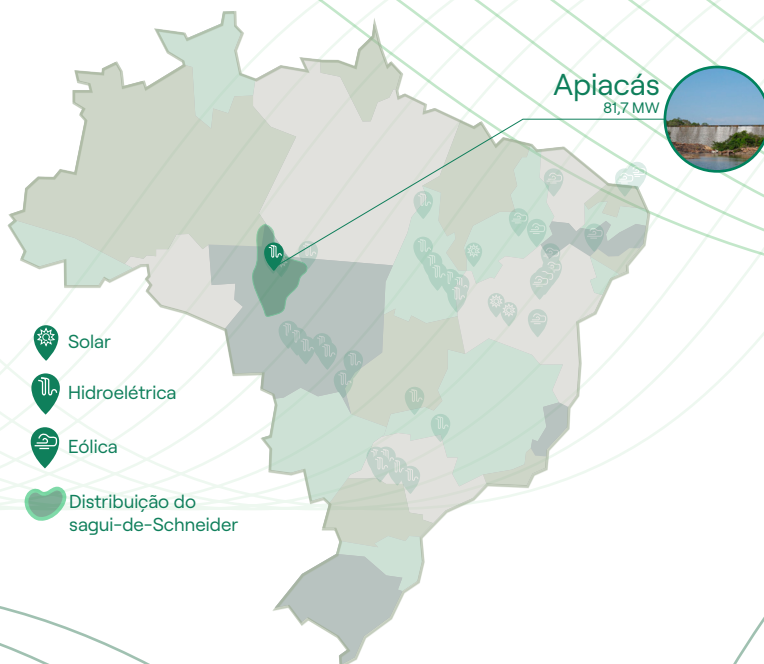 Apiacás
81,7 MW
Solar
Hidroelétrica
Eólica
Distribuição do
sagui-de-Schneider